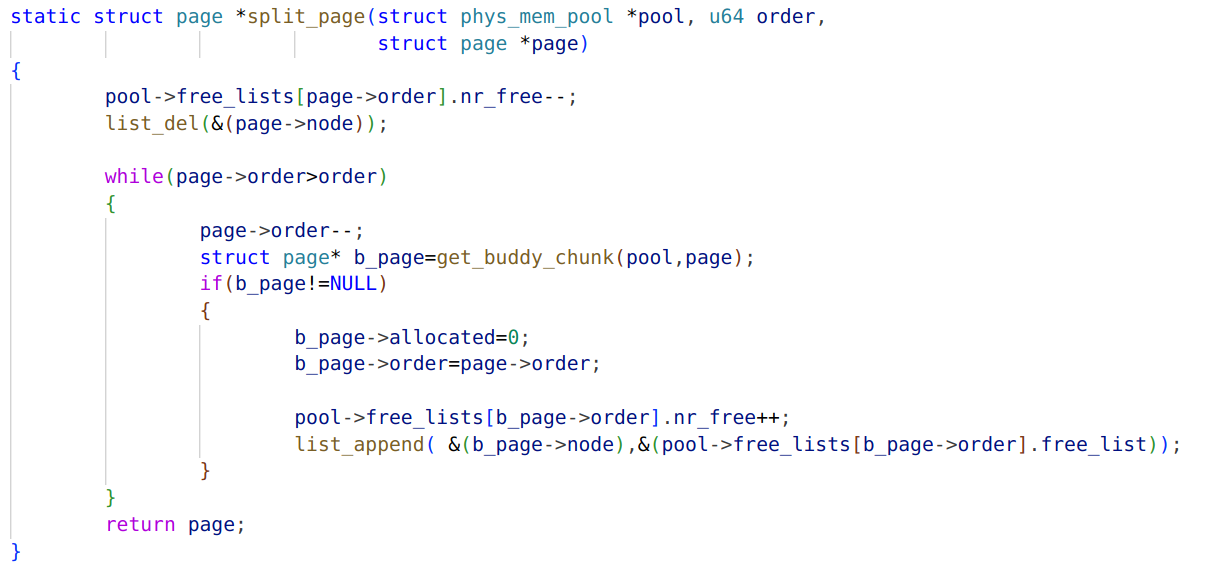 static struct page *split_page(struct phys_mem_pool *pool, u64 order,
                               struct page *page)
{
        pool->free_lists[page->order].nr_free--;
        list_del(&(page->node));

        while(page->order>order)
        {
                page->order--;
                struct page* b_page=get_buddy_chunk(pool,page);
                if(b_page!=NULL)
                {
                        b_page->allocated=0;
                        b_page->order=page->order;

                        pool->free_lists[b_page->order].nr_free++;
                        list_append( &(b_page->node),&(pool->free_lists[b_page->order].free_list));
                }
        }
        return page;
}